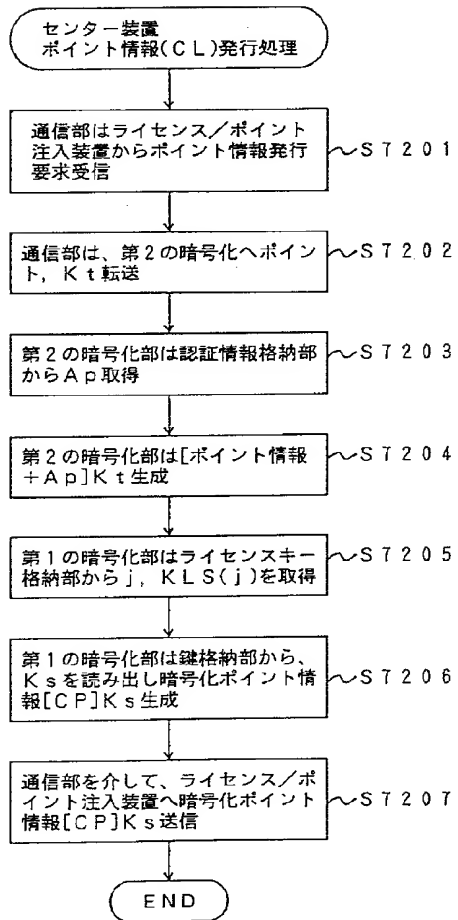 センター装置
ポイント情報(CL)発行処理
通信部はライセンス/ポイント
注入装置からポイント情報発行
要求受信
~S7201
通信部は、第2の暗号化へポイン
ト, Kt転送
~S7202
第2の暗号化部は認証情報格納部
からAp取得
~S7203
第2の暗号化部は[ポイント情報
+Ap]Kt生成
~S7204
第1の暗号化部はライセンスキー
格納部からj, KLS(j)を取得
~S7205
第1の暗号化部は鍵格納部から、
Ksを読み出し暗号化ポイント情
報[CP]Ks生成
~S7206
通信部を介して、ライセンス/ポ
イント注入装置へ暗号化ポイント
情報[CP]Ks送信
~S7207
END